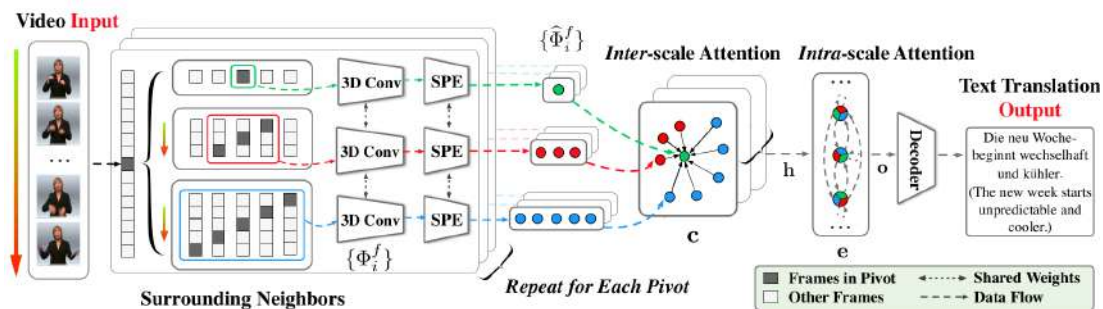 Video Input
{Φ̂ᵢᶠ}
Inter-scale Attention
Intra-scale Attention
3D Conv
SPE
Text Translation
Output
...
3D Conv
SPE
Decoder
Die neu Woche-
beginnt wechselhaft
und kühler.
(The new week starts
unpredictable and
cooler.)
h
o
3D Conv
SPE
c
e
{Φᵢᶠ}
Surrounding Neighbors
Repeat for Each Pivot
Frames in Pivot
Shared Weights
Other Frames
Data Flow